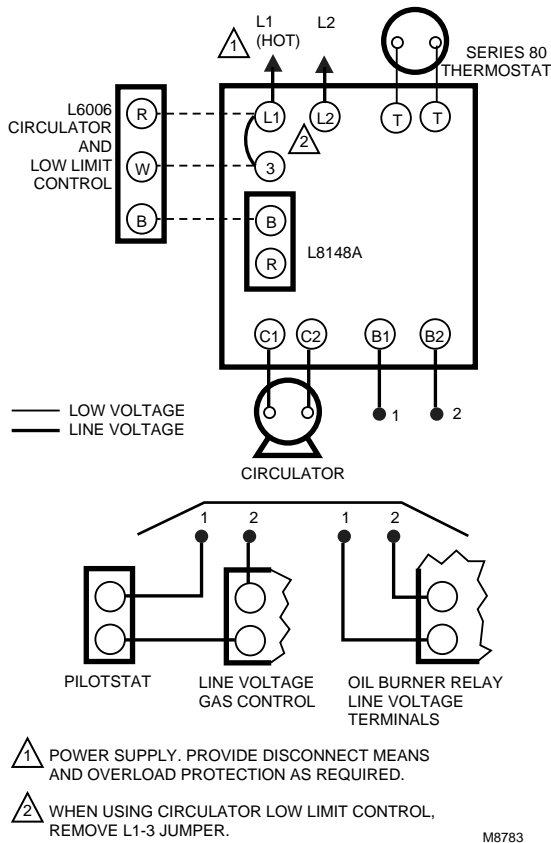 L1
(HOT)
L2
1
SERIES 80
THERMOSTAT
L6006
CIRCULATOR
AND
LOW LIMIT
CONTROL
R
W
B
L1
L2
T
T
2
3
B
R
L8148A
C1
C2
B1
B2
1
2
LOW VOLTAGE
LINE VOLTAGE
CIRCULATOR
1
2
1
2
PILOTSTAT
LINE VOLTAGE
GAS CONTROL
OIL BURNER RELAY
LINE VOLTAGE
TERMINALS
1 POWER SUPPLY. PROVIDE DISCONNECT MEANS
AND OVERLOAD PROTECTION AS REQUIRED.
2 WHEN USING CIRCULATOR LOW LIMIT CONTROL,
REMOVE L1-3 JUMPER.
M8783